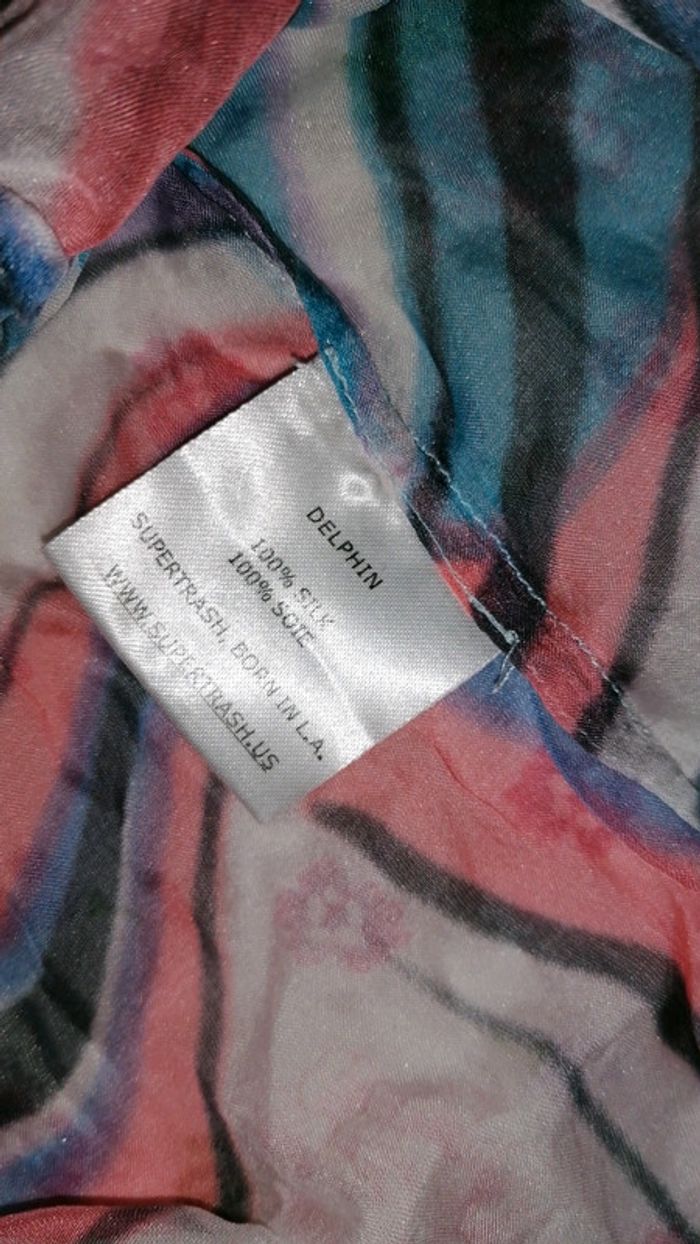 DELPHIN
100% SILK
100% SOIE
SUPERTRASH, BORN IN L.A.
WWW.SUPERTRASH.US